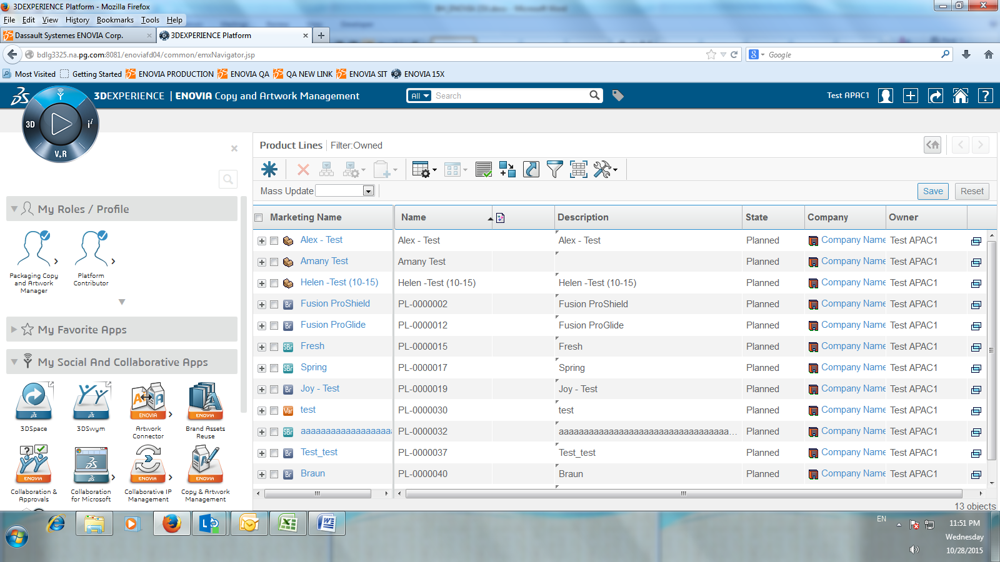 3DEXPERIENCE Platform - Mozilla Firefox
File Edit View History Bookmarks Tools Help
Dassault Systemes ENOVIA Corp. × 3DEXPERIENCE Platform × +
bdlg3325.na.pg.com:8081/enoviafd04/common/emxNavigator.jsp
8 Google
Most Visited Getting Started ENOVIA PRODUCTION ENOVIA QA QA NEW LINK ENOVIA SIT ENOVIA 15X
3DEXPERIENCE | ENOVIA Copy and Artwork Management
All Search
Test APAC1
3D
i
V+R
Product Lines Filter:Owned
Mass Update
Save Reset
My Roles / Profile
Packaging Copy and Artwork Manager
Platform Contributor
My Favorite Apps
My Social And Collaborative Apps
3DSpace
3DSwym
ENOVIA
Artwork Connector
ENOVIA
Brand Assets Reuse
ENOVIA
Collaboration & Approvals
Collaboration for Microsoft
ENOVIA
Collaborative IP Management
ENOVIA
Copy & Artwork Management
Marketing Name Name Description State Company Owner
Alex - Test Alex - Test Alex - Test Planned Company Name Test APAC1
Amany Test Amany Test Planned Company Name Test APAC1
Helen -Test (10-15) Helen -Test (10-15) Helen -Test (10-15) Planned Company Name Test APAC1
Br Fusion ProShield PL-0000002 Fusion ProShield Planned Company Name Test APAC1
Br Fusion ProGlide PL-0000012 Fusion ProGlide Planned Company Name Test APAC1
SBr Fresh PL-0000015 Fresh Planned Company Name Test APAC1
SBr Spring PL-0000017 Spring Planned Company Name Test APAC1
Br Joy - Test PL-0000019 Joy - Test Planned Company Name Test APAC1
Var test PL-0000030 test Planned Company Name Test APAC1
SBr aaaaaaaaaaaaaaaaaa PL-0000032 aaaaaaaaaaaaaaaaaaaaaaaaaaaaaaaaaa... Planned Company Name Test APAC1
Br Test_test PL-0000037 Test_test Planned Company Name Test APAC1
Br Braun PL-0000040 Braun Planned Company Name Test APAC1
13 objects
EN
11:51 PM
Wednesday
10/28/2015